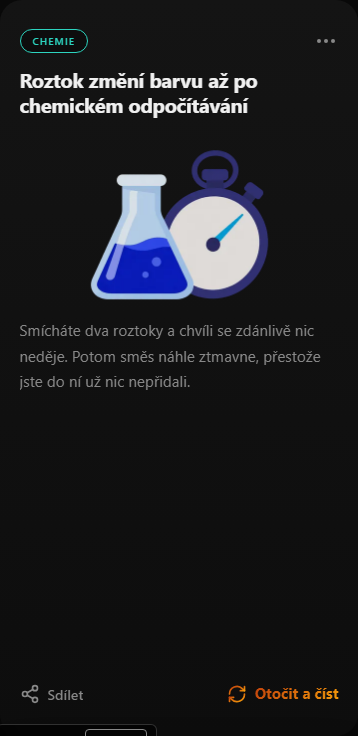 CHEMIE
Roztok změní barvu až po
chemickém odpočítávání
Smícháte dva roztoky a chvíli se zdánlivě nic
neděje. Potom směs náhle ztmavne, přestože
jste do ní už nic nepřidali.
Sdílet
Otočit a číst